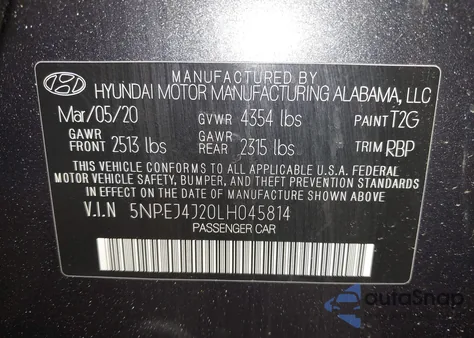 MANUFACTURED BY
HYUNDAI MOTOR MANUFACTURING ALABAMA, LLC
Mar/05/20 GVWR 4354 lbs PAINT T2G
GAWR FRONT 2513 lbs GAWR REAR 2315 lbs TRIM RBP
THIS VEHICLE CONFORMS TO ALL APPLICABLE U.S.A. FEDERAL
MOTOR VEHICLE SAFETY, BUMPER, AND THEFT PREVENTION STANDARDS
IN EFFECT ON THE DATE OF MANUFACTURE SHOWN ABOVE.
V.I.N 5NPEJ4J20LH045814
PASSENGER CAR
autoSnap